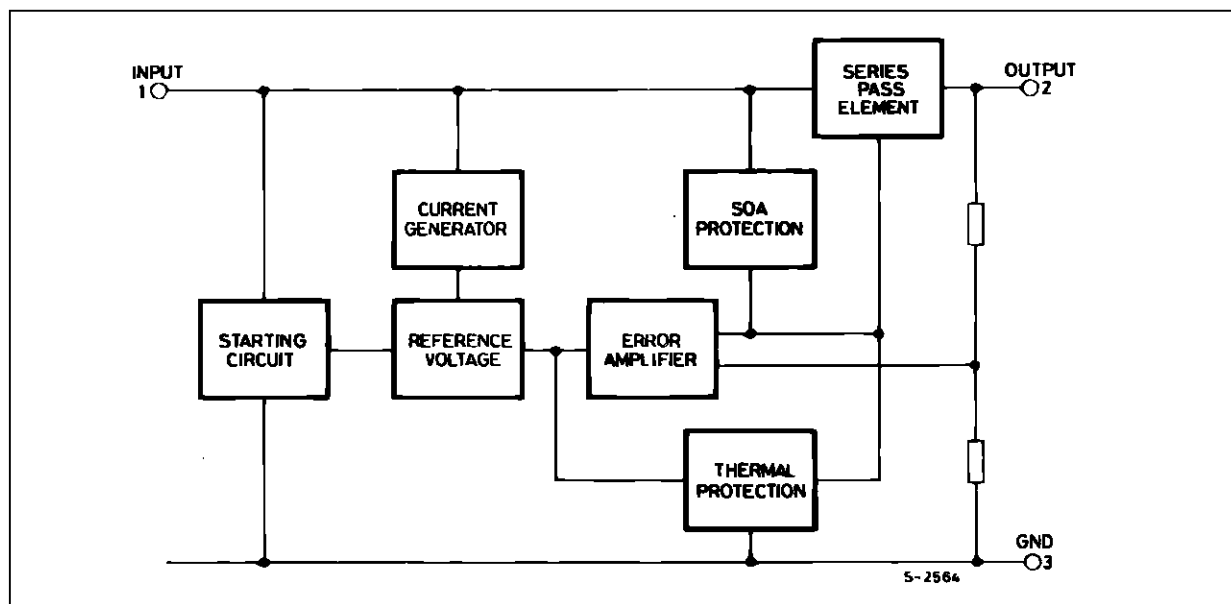 INPUT
1
SERIES
PASS
ELEMENT
OUTPUT
2
CURRENT
GENERATOR
SOA
PROTECTION
STARTING
CIRCUIT
REFERENCE
VOLTAGE
ERROR
AMPLIFIER
THERMAL
PROTECTION
GND
3
S-2564